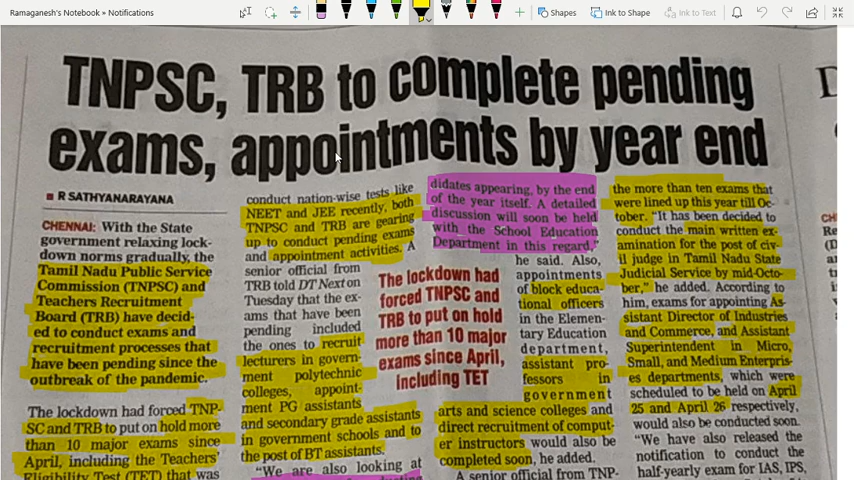 Ramaganesh's Notebook » Notifications
Shapes
Ink to Shape
Ink to Text
TNPSC, TRB to complete pending
exams, appointments by year end
R SATHYANARAYANA
CHENNAI: With the State
government relaxing lock-
down norms gradually, the
Tamil Nadu Public Service
Commission (TNPSC) and
Teachers Recruitment
Board (TRB) have decid-
ed to conduct exams and
recruitment processes that
have been pending since the
outbreak of the pandemic.
The lockdown had forced TNP-
SC and TRB to put on hold more
than 10 major exams since
April, including the Teachers'
Eligibility Test (TET) that was
conduct nation-wise tests like
NEET and JEE recently, both
TNPSC and TRB are gearing
up to conduct pending exams
and appointment activities. A
senior official from
TRB told DT Next on
Tuesday that the ex-
ams that have been
pending included
the ones to recruit
lecturers in govern-
ment polytechnic
colleges, appoint-
ment PG assistants
and secondary grade assistants
in government schools and to
the post of BT assistants.
"We are also looking at
The lockdown had
forced TNPSC and
TRB to put on hold
more than 10 major
exams since April,
including TET
didates appearing, by the end
of the year itself. A detailed
discussion will soon be held
with the School Education
Department in this regard,"
he said. Also,
appointments
of block educa-
tional officers
in the Elemen-
tary Education
department,
assistant pro-
fessors in
government
arts and science colleges and
direct recruitment of comput-
er instructors would also be
completed soon, he added.
A senior official from TNP-
the more than ten exams that
were lined up this year till Oc-
tober. "It has been decided to
conduct the main written ex-
amination for the post of civ-
il judge in Tamil Nadu State
Judicial Service by mid-Octo-
ber," he added. According to
him, exams for appointing As-
sistant Director of Industries
and Commerce, and Assistant
Superintendent in Micro,
Small, and Medium Enterpris-
es departments, which were
scheduled to be held on April
25 and April 26 respectively,
would also be conducted soon.
"We have also released the
notification to conduct the
half-yearly exam for IAS, IPS,